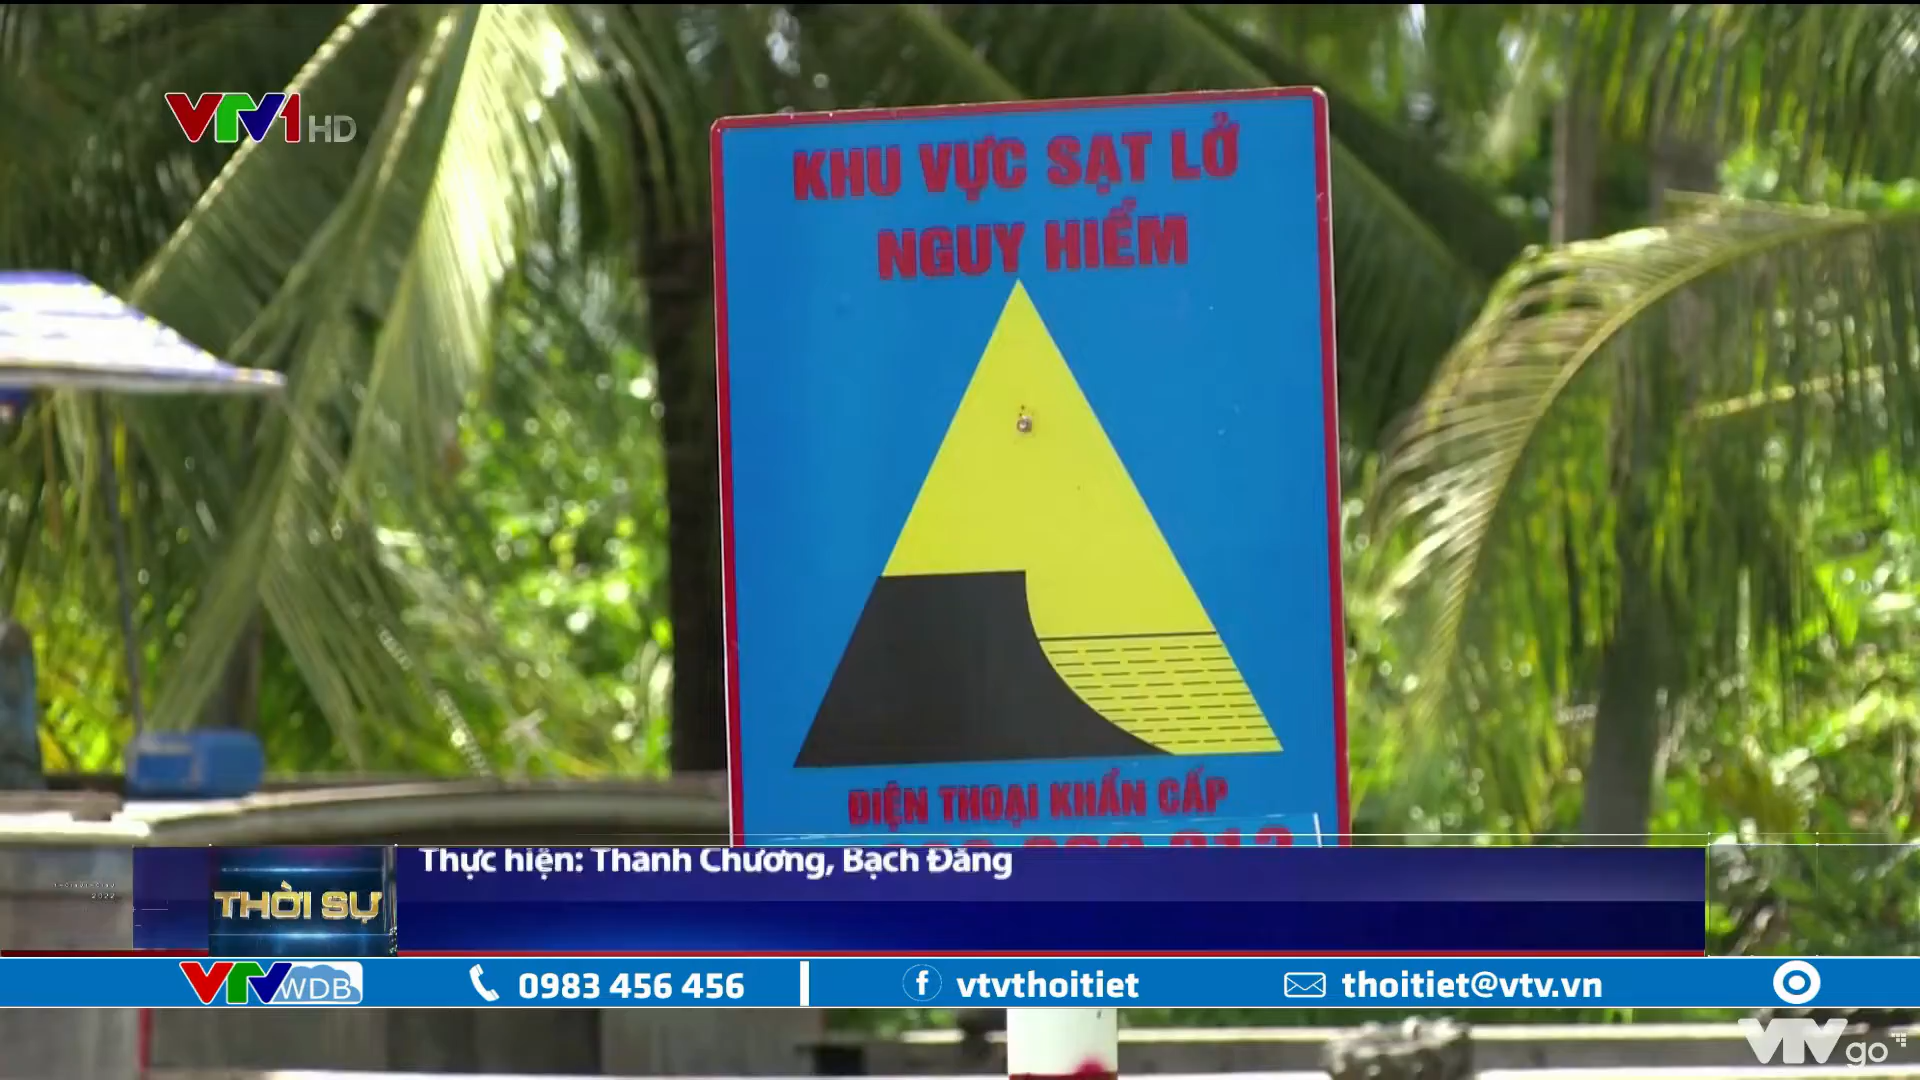 VTV1 HD
KHU VỰC SẠT LỞ
NGUY HIỂM
ĐIỆN THOẠI KHẨN CẤP
Thực hiện: Thanh Chương, Bạch Đằng
THỜI SỰ
VTV WDB
0983 456 456
vtvthoitiet
thoitiet@vtv.vn
VTV go